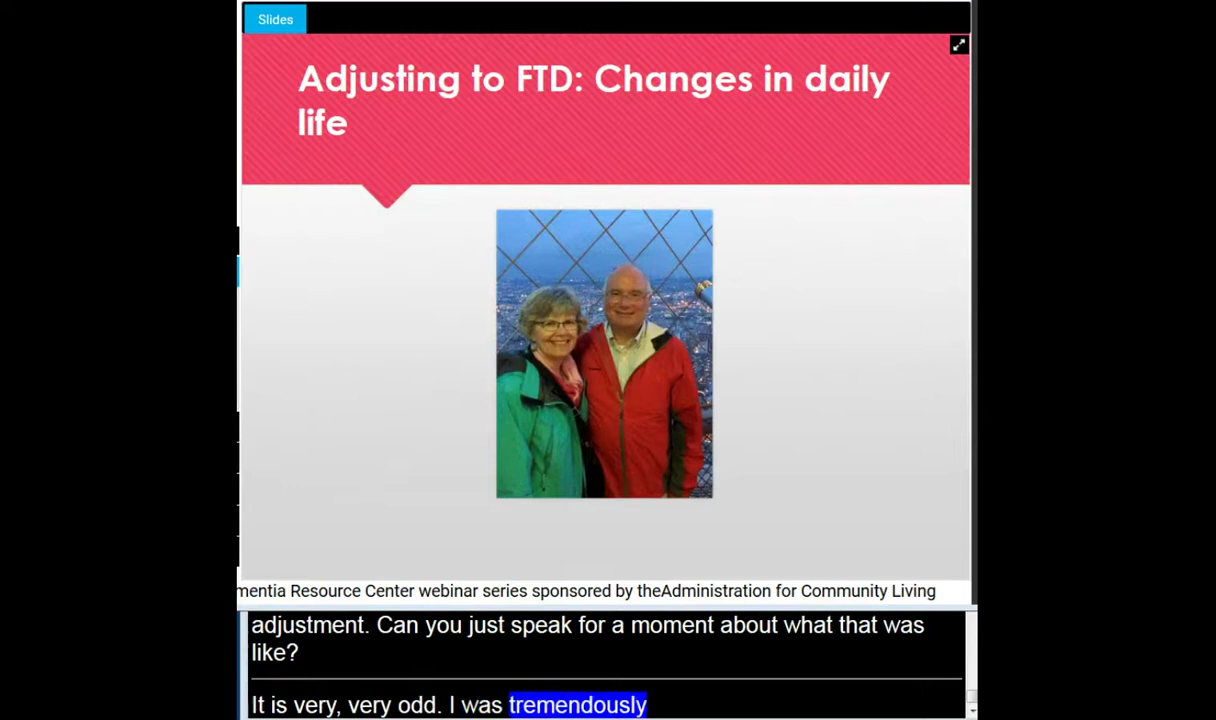 Slides
Adjusting to FTD: Changes in daily
life
Resource Center webinar series sponsored by theAdministration for Community Living
adjustment. Can you just speak for a moment about what that was
like?
It is very, very odd. I was tremendously